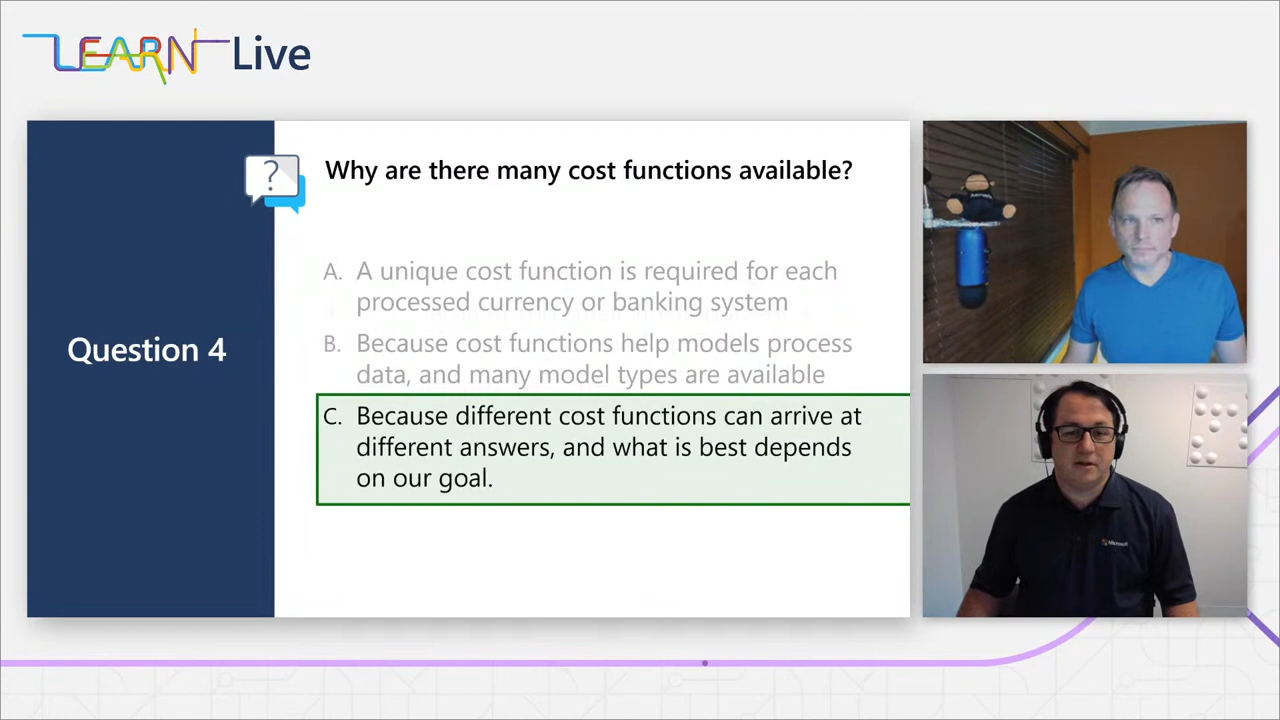 LEARN Live
Why are there many cost functions available?
?
A. A unique cost function is required for each
processed currency or banking system
B. Because cost functions help models process
data, and many model types are available
Question 4
C. Because different cost functions can arrive at
different answers, and what is best depends
on our goal.
Microsoft